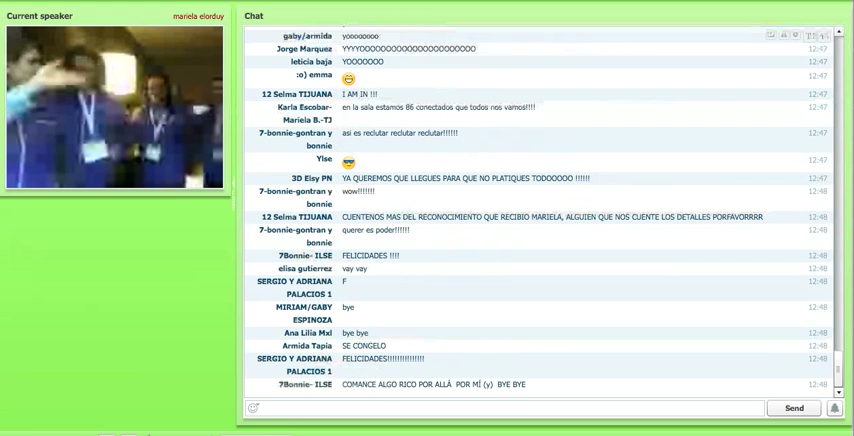 Current speaker
mariela elorduy
Chat
gaby/armida yooooooo
Jorge Marquez YYYYOOOOOOOOOOOOOOOOOOOOOO 12:47
leticia baja YOOOOOOO 12:47
:o) emma 12:47
12 Selma TIJUANA I AM IN !!! 12:47
Karla Escobar- en la sala estamos 86 conectados que todos nos vamos!!!! 12:47
Mariela B.-TJ
7-bonnie-gontran y asi es reclutar reclutar reclutar!!!!!! 12:47
bonnie
Ylse 12:47
3D Eisy PN YA QUEREMOS QUE LLEGUES PARA QUE NO PLATIQUES TODOOOOO !!!!!! 12:47
7-bonnie-gontran y wow!!!!!!! 12:48
bonnie
12 Selma TIJUANA CUENTENOS MAS DEL RECONOCIMIENTO QUE RECIBIO MARIELA, ALGUIEN QUE NOS CUENTE LOS DETALLES PORFAVORRRR 12:48
7-bonnie-gontran y querer es poder!!!!!! 12:48
bonnie
7Bonnie- ILSE FELICIDADES !!!! 12:48
elisa gutierrez vay vay 12:48
SERGIO Y ADRIANA F 12:48
PALACIOS 1
MIRIAM/GABY bye 12:48
ESPINOZA
Ana Lilia Mxl bye bye 12:48
Armida Tapia SE CONGELO 12:48
SERGIO Y ADRIANA FELICIDADES!!!!!!!!!!!!!!! 12:48
PALACIOS 1
7Bonnie- ILSE COMANCE ALGO RICO POR ALLÁ POR MÍ (y) BYE BYE 12:48
Send